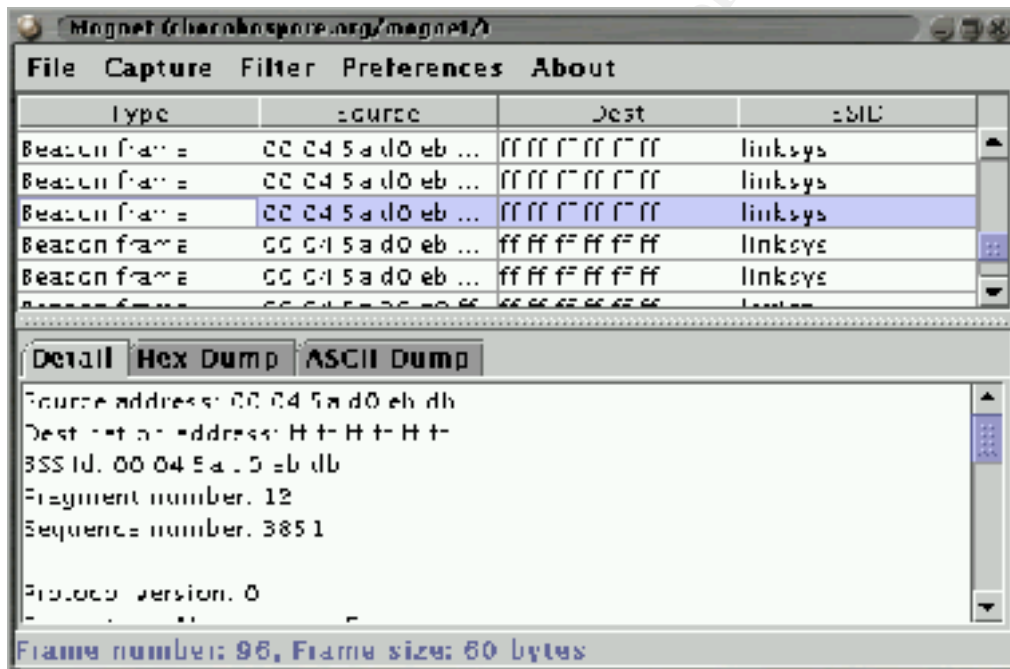 Mognet (chocobospore.org/mognet/)
File Capture Filter Preferences About
Type Source Dest ESSID
Beacon frame 00 04 5a d0 eb ... ff ff ff ff ff ff linksys
Beacon frame 00 04 5a d0 eb ... ff ff ff ff ff ff linksys
Beacon frame 00 04 5a d0 eb ... ff ff ff ff ff ff linksys
Beacon frame 00 04 5a d0 eb ... ff ff ff ff ff ff linksys
Beacon frame 00 04 5a d0 eb ... ff ff ff ff ff ff linksys
Detail Hex Dump ASCII Dump
Source address: 00 04 5a d0 eb db
Destination address: ff ff ff ff ff ff
BSS Id: 00 04 5a eb db
Fragment number: 12
Sequence number: 3851
Protocol version: 0
Frame number: 96, Frame size: 60 bytes